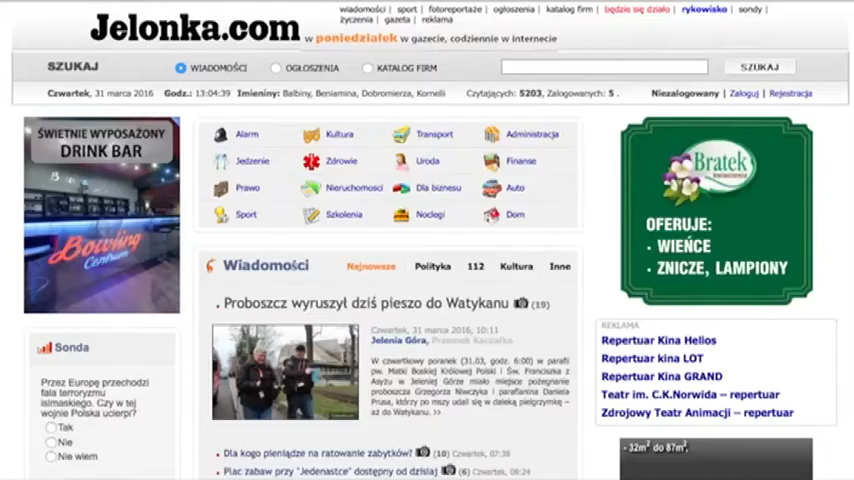 Jelonka.com
w poniedziałek w gazecie, codziennie w internecie
wiadomości | sport | fotoreportaże | ogłoszenia | katalog firm | będzie się działo | rykowisko | sondy |
życzenia | gazeta | reklama
SZUKAJ
WIADOMOŚCI
OGŁOSZENIA
KATALOG FIRM
SZUKAJ
Czwartek, 31 marca 2016 Godz.: 13:04:39 Imieniny: Balbiny, Beniamina, Dobromierza, Kornelii
Czytających: 5203, Zalogowanych: 5 .
Niezalogowany | Zaloguj | Rejestracja
ŚWIETNIE WYPOSAŻONY
DRINK BAR
Bowling
Centrum
Alarm
Kultura
Transport
Administracja
Jedzenie
Zdrowie
Uroda
Finanse
Prawo
Nieruchomości
Dla biznesu
Auto
Sport
Szkolenia
Noclegi
Dom
Bratek
OFERUJE:
· WIEŃCE
· ZNICZE, LAMPIONY
Wiadomości
Najnowsze
Polityka
112
Kultura
Inne
Proboszcz wyruszył dziś pieszo do Watykanu (19)
Czwartek, 31 marca 2016, 10:11
Jelenia Góra, Przemek Kaczałko
W czwartkowy poranek (31.03, godz. 6:00) w parafii
pw. Matki Boskiej Królowej Polski i Św. Franciszka z
Asyżu w Jeleniej Górze miało miejsce pożegnanie
proboszcza Grzegorza Niwczyka i parafianina Daniela
Prusa, którzy po mszy udali się w daleką pielgrzymkę –
aż do Watykanu. >>
Dla kogo pieniądze na ratowanie zabytków? (10) Czwartek, 07:38
Plac zabaw przy "Jedenastce" dostępny od dzisiaj (6) Czwartek, 08:24
Sonda
Przez Europę przechodzi
fala terroryzmu
islmaskiego. Czy w tej
wojnie Polska ucierpi?
Tak
Nie
Nie wiem
REKLAMA
Repertuar Kina Helios
Repertuar kina LOT
Repertuar Kina GRAND
Teatr im. C.K.Norwida – repertuar
Zdrojowy Teatr Animacji – repertuar
- 32m² do 87m²,